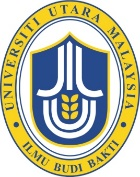 UNIVERSITI UTARA MALAYSIA
ILMU BUDI BAKTI